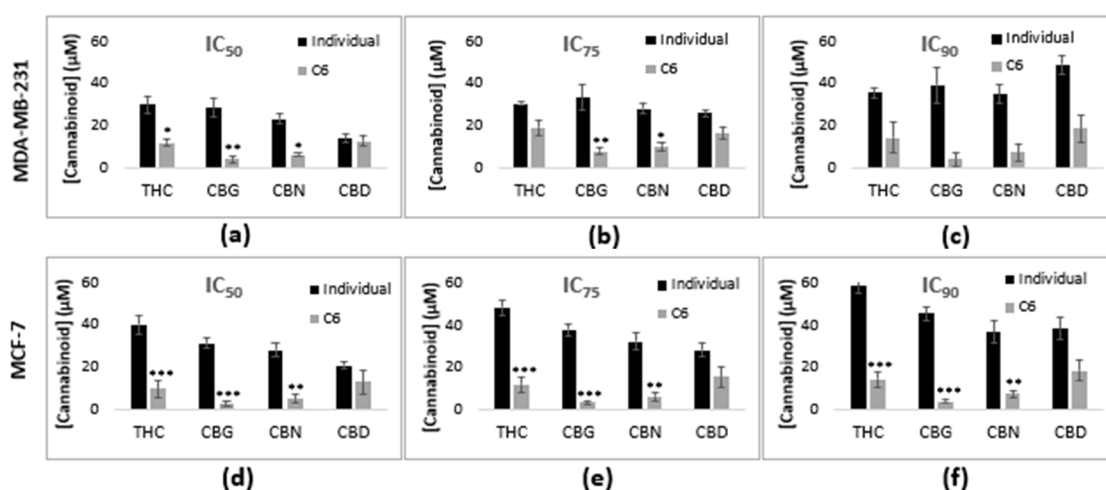 MDA-MB-231
[Cannabinoid] (µM)
60
40
20
0
IC50
Individual
C6
*
**
*
THC CBG CBN CBD
(a)
[Cannabinoid] (µM)
60
40
20
0
IC75
Individual
C6
**
*
THC CBG CBN CBD
(b)
[Cannabinoid] (µM)
60
40
20
0
IC90
Individual
C6
THC CBG CBN CBD
(c)
MCF-7
[Cannabinoid] (µM)
60
40
20
0
IC50
Individual
C6
***
***
**
THC CBG CBN CBD
(d)
[Cannabinoid] (µM)
60
40
20
0
IC75
Individual
C6
***
***
**
THC CBG CBN CBD
(e)
[Cannabinoid] (µM)
60
40
20
0
IC90
Individual
C6
***
***
**
THC CBG CBN CBD
(f)